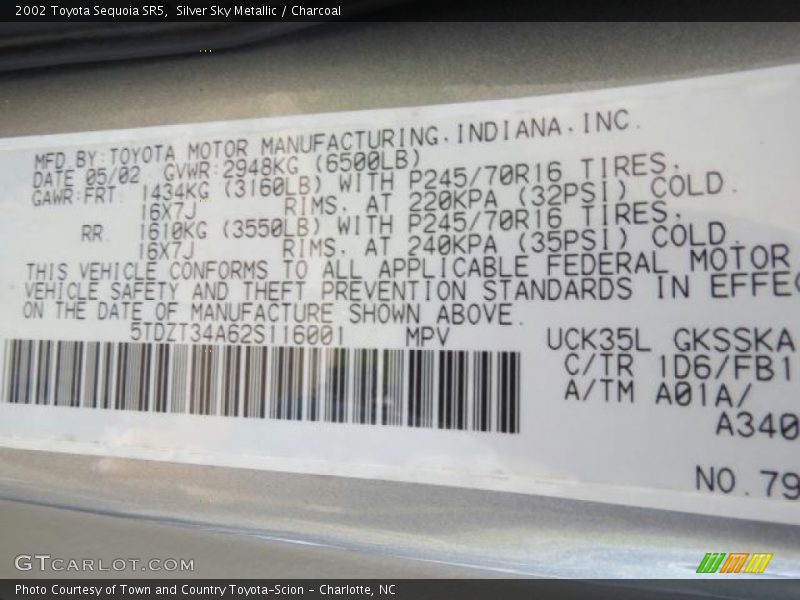 2002 Toyota Sequoia SR5, Silver Sky Metallic / Charcoal
MFD.BY:TOYOTA MOTOR MANUFACTURING.INDIANA.INC.
DATE 05/02 GVWR:2948KG (6500LB)
GAWR:FRT 1434KG (3160LB) WITH P245/70R16 TIRES.
16X7J RIMS. AT 220KPA (32PSI) COLD.
RR 1610KG (3550LB) WITH P245/70R16 TIRES.
16X7J RIMS. AT 240KPA (35PSI) COLD.
THIS VEHICLE CONFORMS TO ALL APPLICABLE FEDERAL MOTOR
VEHICLE SAFETY AND THEFT PREVENTION STANDARDS IN EFFEC
ON THE DATE OF MANUFACTURE SHOWN ABOVE.
5TDZT34A62S116001 MPV
UCK35L GKSSKA
C/TR 1D6/FB1
A/TM A01A/
A340
NO.79
GTCARLOT.COM
Photo Courtesy of Town and Country Toyota-Scion - Charlotte, NC